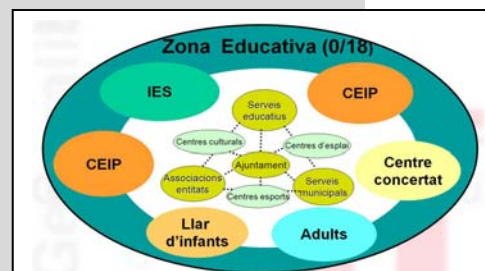 Zona Educativa (0/18)
IES
CEIP
Serveis
educatius
Centres culturals
Centres d'esplai
CEIP
Ajuntament
Centre
concertat
Associacions
entitats
Serveis
municipals
Centres esports
Llar
d'infants
Adults